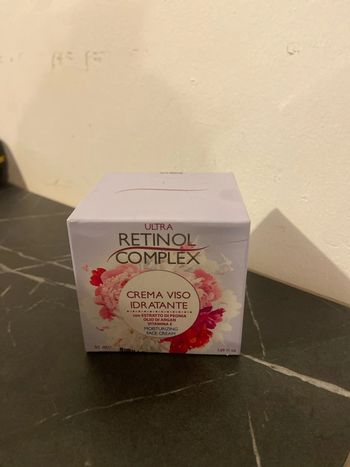 ULTRA
RETINOL
COMPLEX
CREMA VISO
IDRATANTE
con ESTRATTO DI PEONIA
OLIO DI ARGAN
VITAMINA E
MOISTURIZING
FACE CREAM